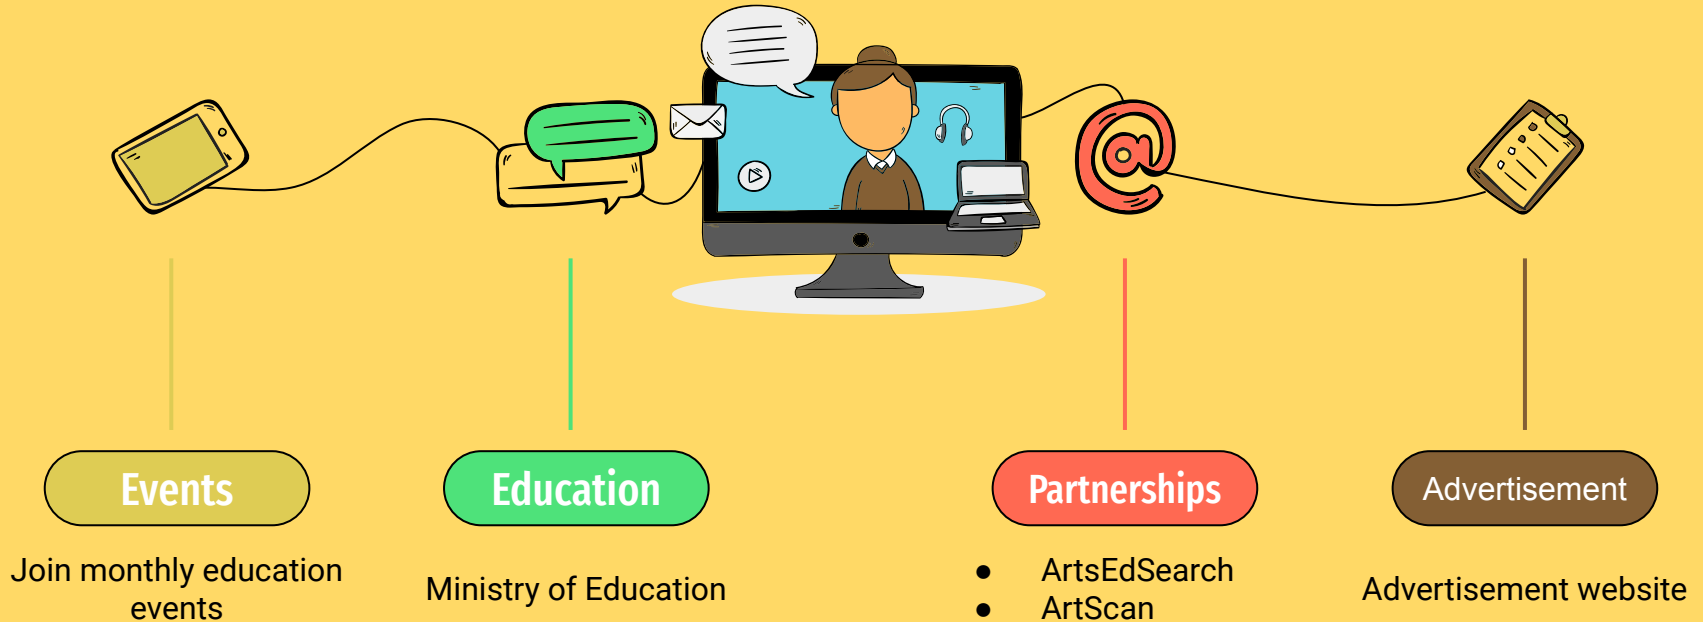 Events
Join monthly education
events
Education
Ministry of Education
Partnerships
● ArtsEdSearch
● ArtScan
Advertisement
Advertisement website